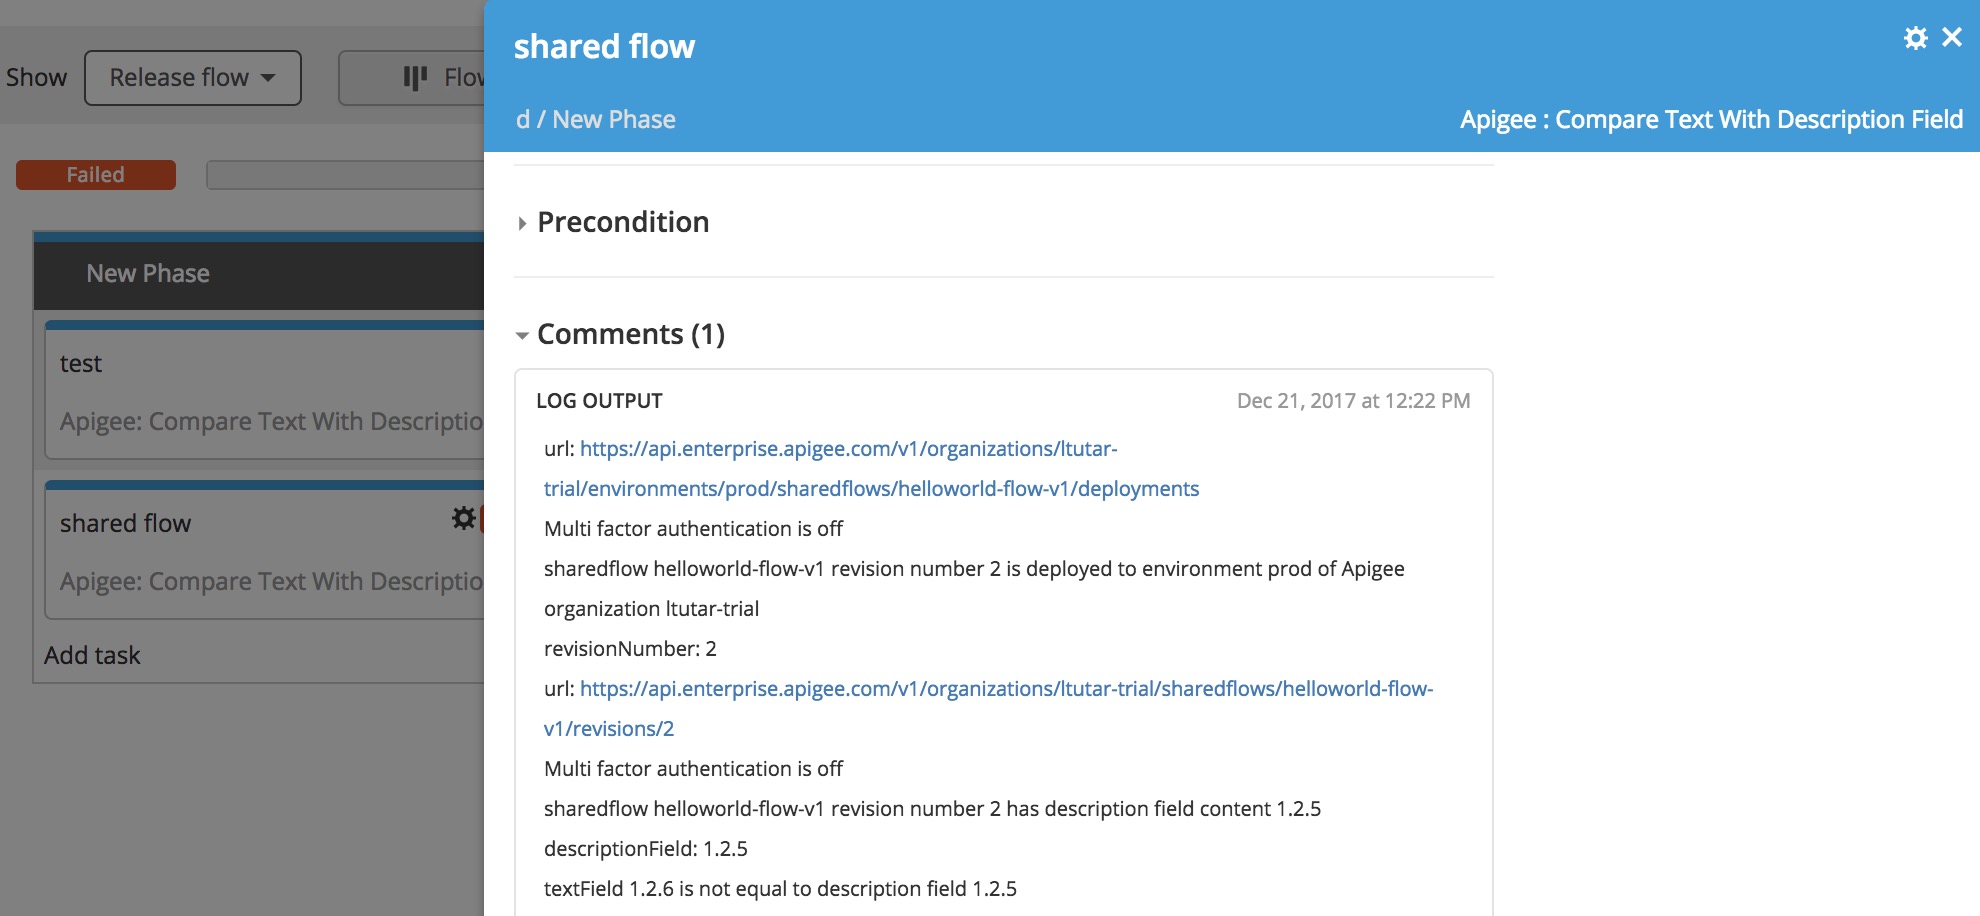 Show
Release flow
Flow
Failed
New Phase
test
Apigee: Compare Text With Descriptio
shared flow
Apigee: Compare Text With Descriptio
Add task
shared flow
d / New Phase
Apigee : Compare Text With Description Field
Precondition
Comments (1)
LOG OUTPUT
Dec 21, 2017 at 12:22 PM
url: https://api.enterprise.apigee.com/v1/organizations/ltutar-
trial/environments/prod/sharedflows/helloworld-flow-v1/deployments
Multi factor authentication is off
sharedflow helloworld-flow-v1 revision number 2 is deployed to environment prod of Apigee
organization ltutar-trial
revisionNumber: 2
url: https://api.enterprise.apigee.com/v1/organizations/ltutar-trial/sharedflows/helloworld-flow-
v1/revisions/2
Multi factor authentication is off
sharedflow helloworld-flow-v1 revision number 2 has description field content 1.2.5
descriptionField: 1.2.5
textField 1.2.6 is not equal to description field 1.2.5